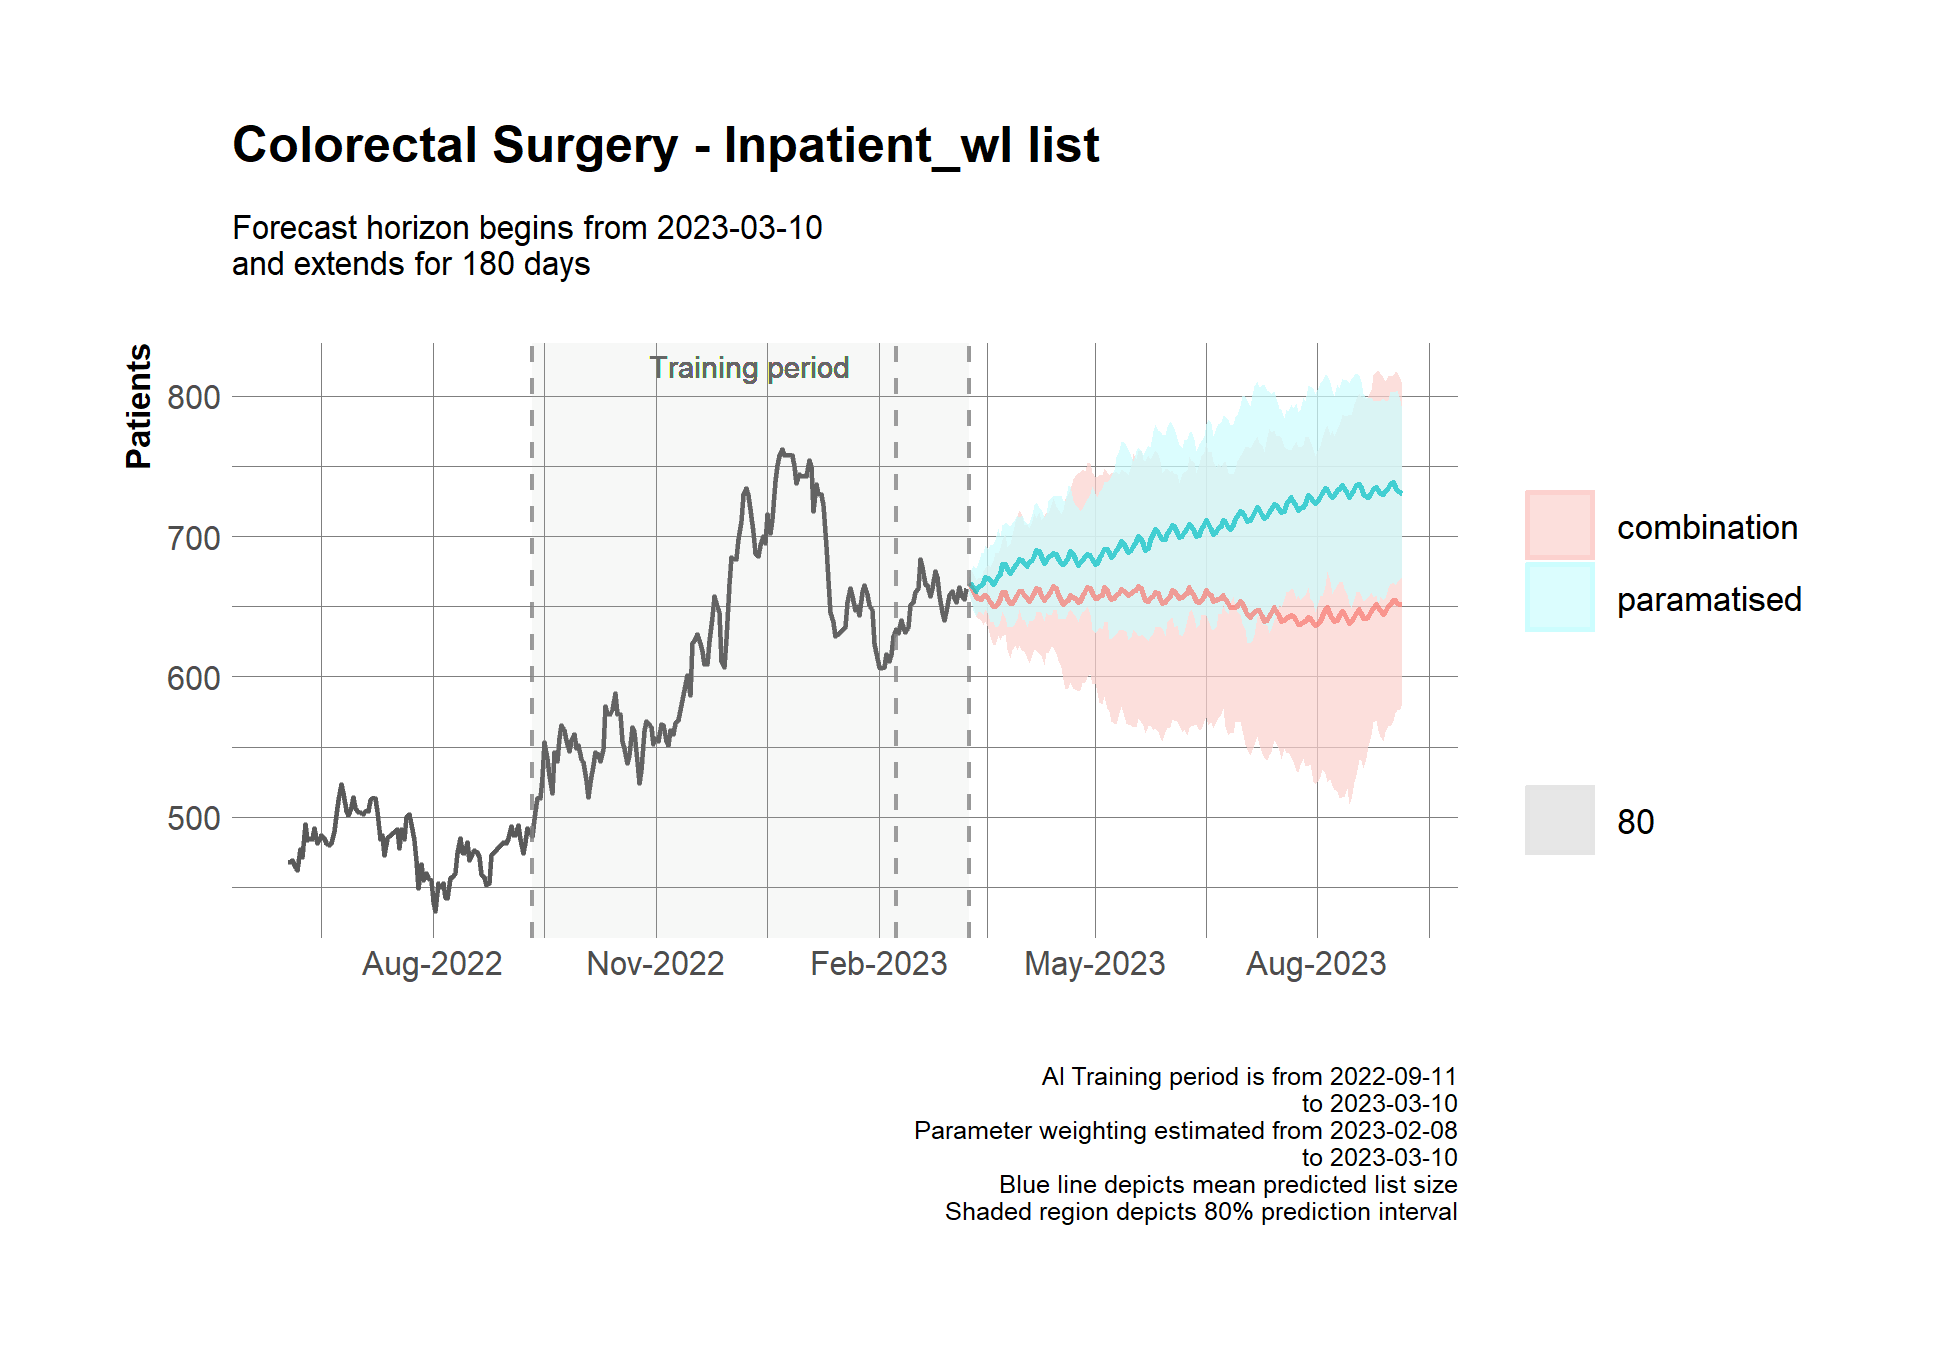 Colorectal Surgery - Inpatient_wl list
Forecast horizon begins from 2023-03-10
and extends for 180 days
Patients
Training period
800
700
600
500
Aug-2022
Nov-2022
Feb-2023
May-2023
Aug-2023
combination
paramatised
80
AI Training period is from 2022-09-11
to 2023-03-10
Parameter weighting estimated from 2023-02-08
to 2023-03-10
Blue line depicts mean predicted list size
Shaded region depicts 80% prediction interval